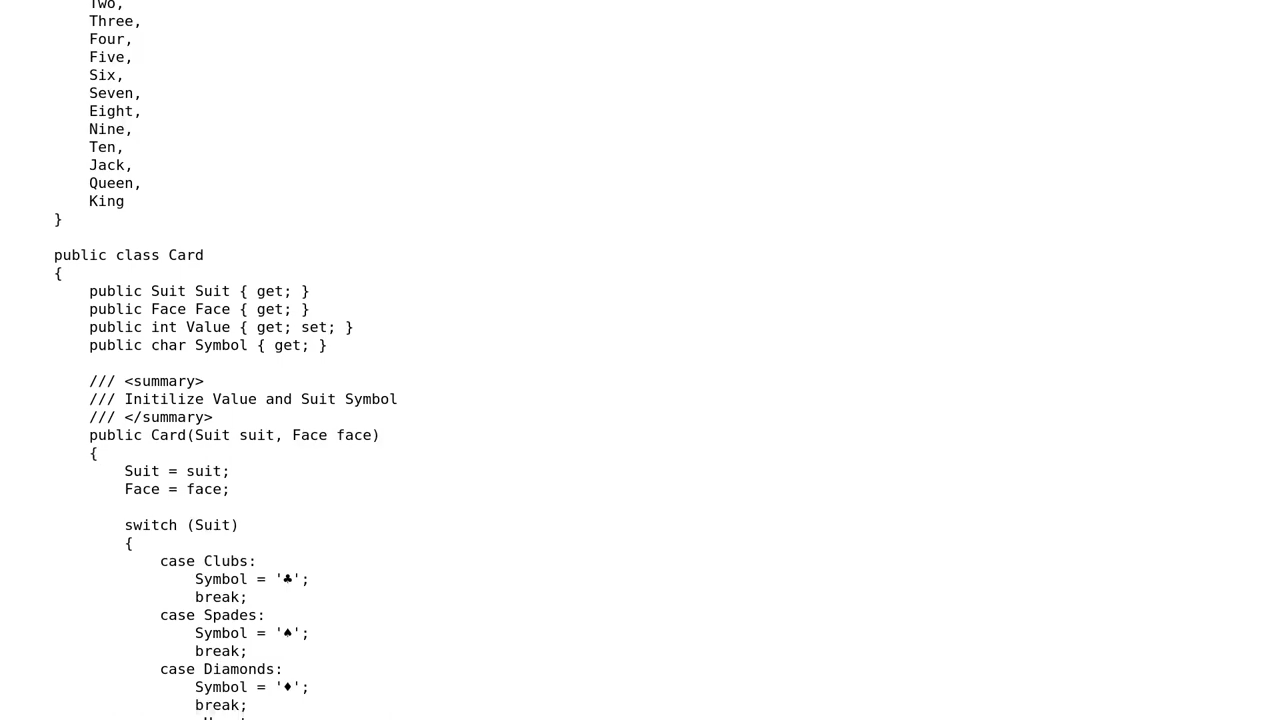 Two,
Three,
Four,
Five,
Six,
Seven,
Eight,
Nine,
Ten,
Jack,
Queen,
King
}
public class Card
{
public Suit Suit { get; }
public Face Face { get; }
public int Value { get; set; }
public char Symbol { get; }
/// <summary>
/// Initilize Value and Suit Symbol
/// </summary>
public Card(Suit suit, Face face)
{
Suit = suit;
Face = face;
switch (Suit)
{
case Clubs:
Symbol = '♣';
break;
case Spades:
Symbol = '♠';
break;
case Diamonds:
Symbol = '♦';
break;